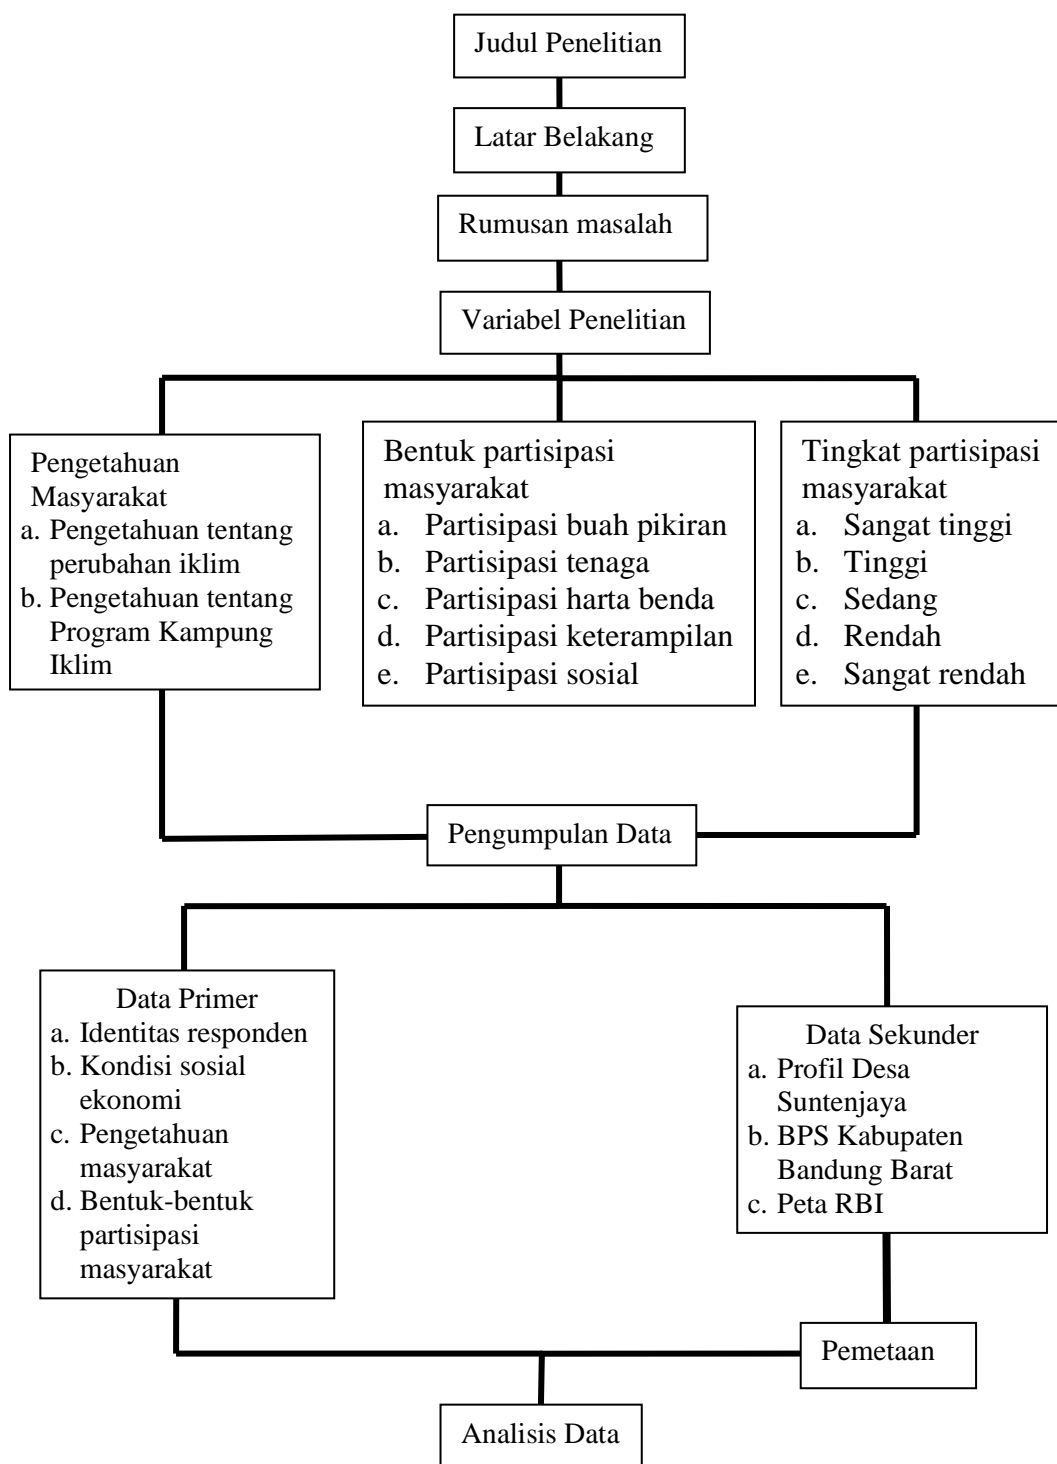 Judul Penelitian
Latar Belakang
Rumusan masalah
Variabel Penelitian
Pengetahuan
Masyarakat
a. Pengetahuan tentang
perubahan iklim
b. Pengetahuan tentang
Program Kampung
Iklim
Bentuk partisipasi
masyarakat
a. Partisipasi buah pikiran
b. Partisipasi tenaga
c. Partisipasi harta benda
d. Partisipasi keterampilan
e. Partisipasi sosial
Tingkat partisipasi
masyarakat
a. Sangat tinggi
b. Tinggi
c. Sedang
d. Rendah
e. Sangat rendah
Pengumpulan Data
Data Primer
a. Identitas responden
b. Kondisi sosial
ekonomi
c. Pengetahuan
masyarakat
d. Bentuk-bentuk
partisipasi
masyarakat
Data Sekunder
a. Profil Desa
Suntenjaya
b. BPS Kabupaten
Bandung Barat
c. Peta RBI
Pemetaan
Analisis Data